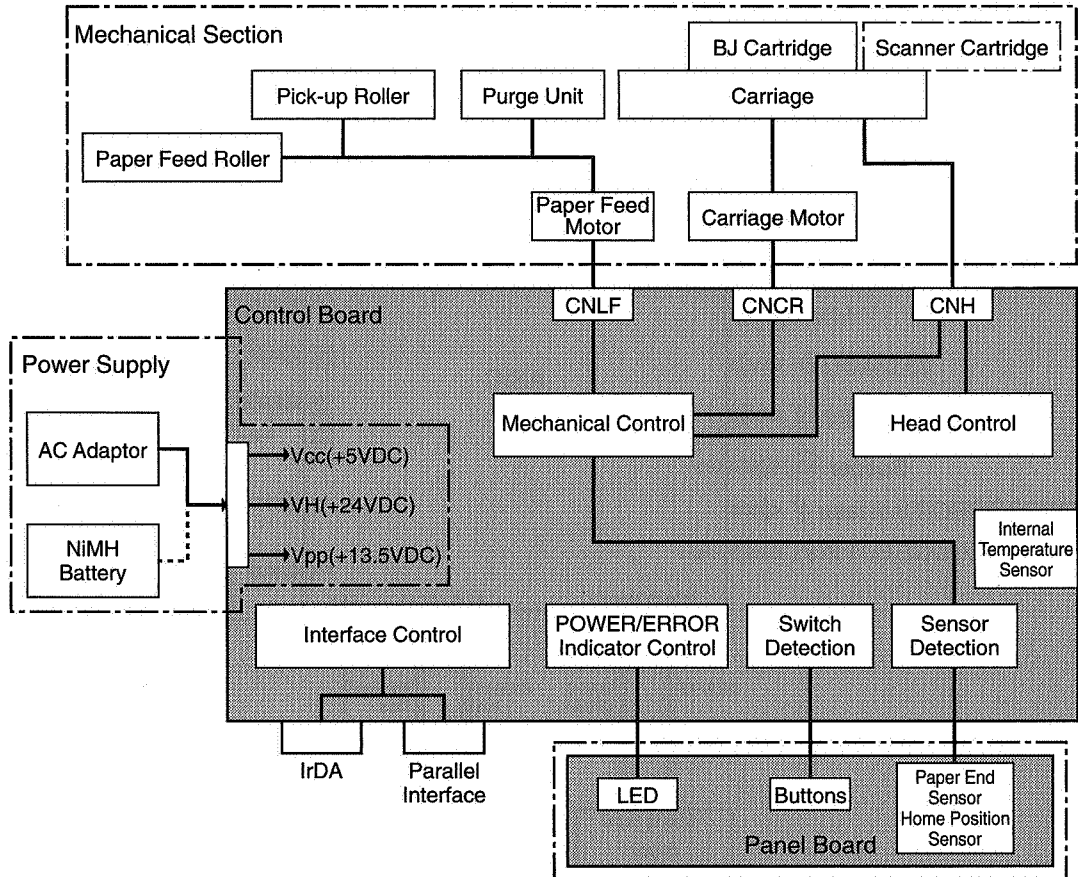 Mechanical Section
BJ Cartridge
Scanner Cartridge
Pick-up Roller
Purge Unit
Carriage
Paper Feed Roller
Paper Feed
Motor
Carriage Motor
Control Board
CNLF
CNCR
CNH
Power Supply
AC Adaptor
NiMH
Battery
Vcc(+5VDC)
VH(+24VDC)
Vpp(+13.5VDC)
Mechanical Control
Head Control
Internal
Temperature
Sensor
Interface Control
POWER/ERROR
Indicator Control
Switch
Detection
Sensor
Detection
IrDA
Parallel
Interface
LED
Buttons
Paper End
Sensor
Home Position
Sensor
Panel Board